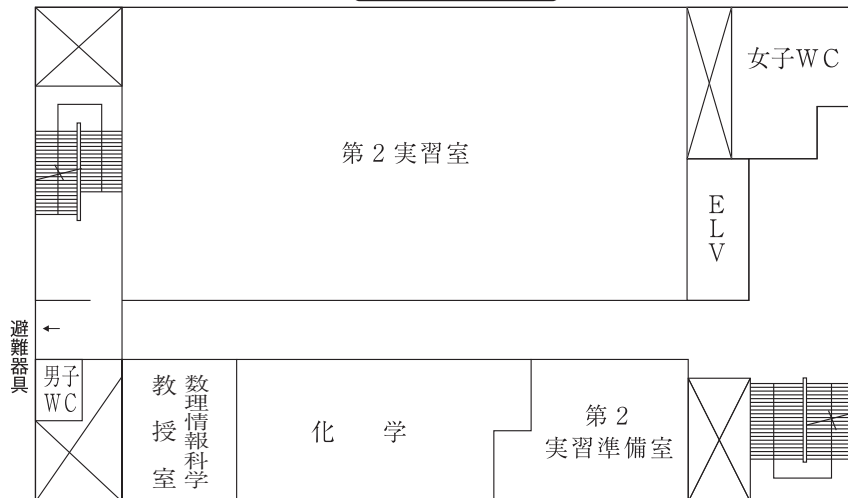 女子WC
第2実習室
ELV
避難器具
男子
WC
数理情報科学
教授室
化学
第2
実習準備室